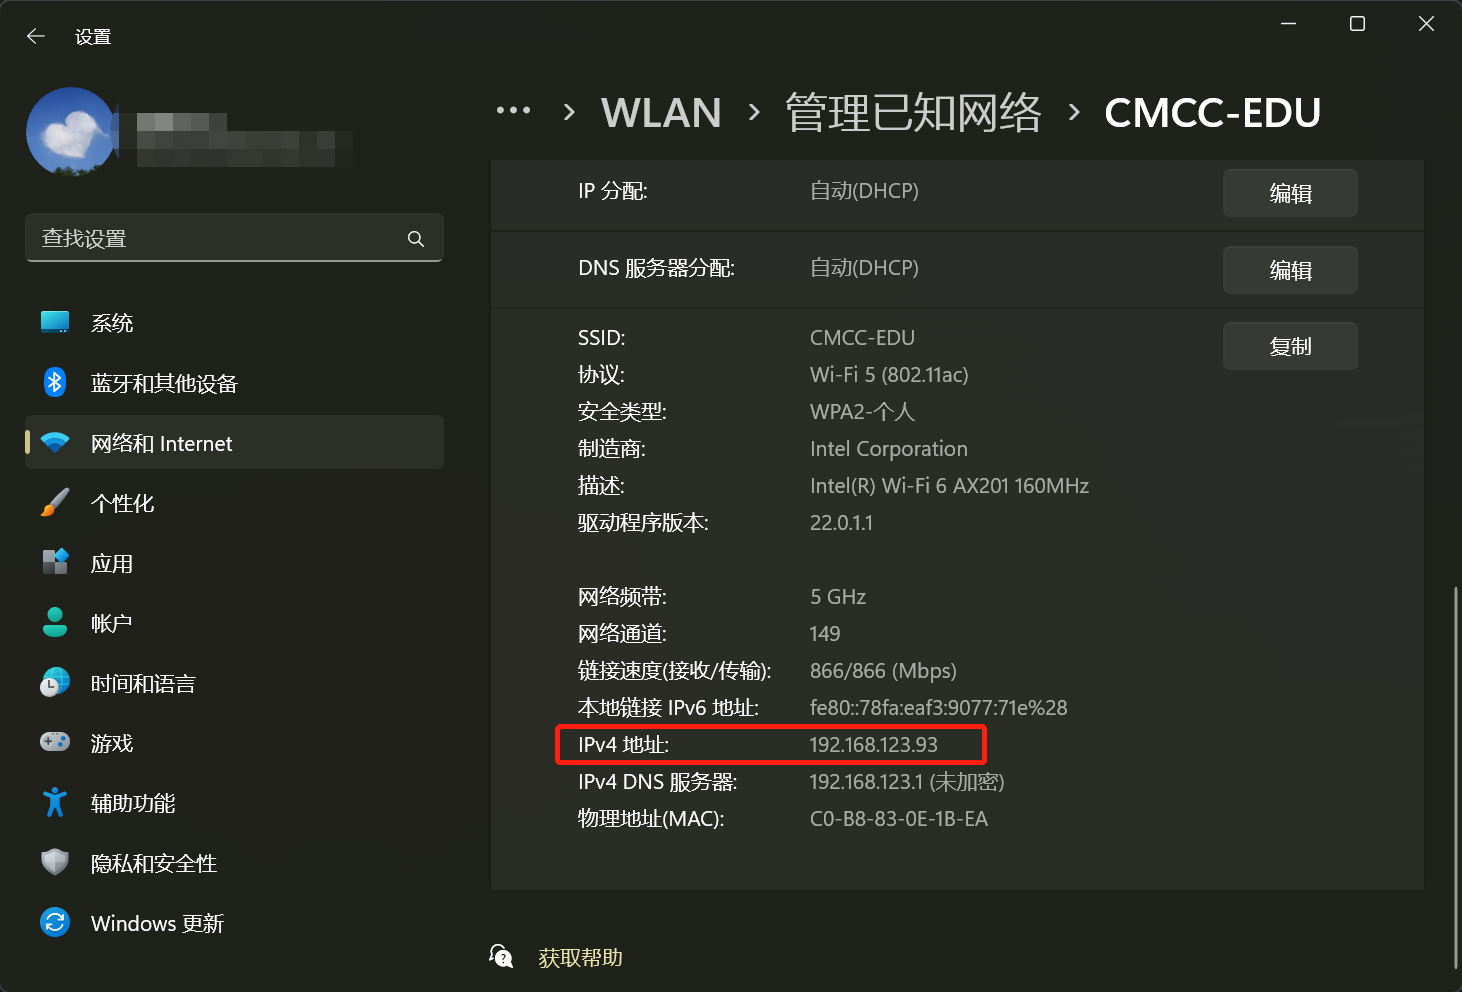 设置
··· > WLAN > 管理已知网络 > CMCC-EDU
查找设置
系统
蓝牙和其他设备
网络和 Internet
个性化
应用
帐户
时间和语言
游戏
辅助功能
隐私和安全性
Windows 更新
IP 分配: 自动(DHCP) 编辑
DNS 服务器分配: 自动(DHCP) 编辑
SSID: CMCC-EDU 复制
协议: Wi-Fi 5 (802.11ac)
安全类型: WPA2-个人
制造商: Intel Corporation
描述: Intel(R) Wi-Fi 6 AX201 160MHz
驱动程序版本: 22.0.1.1
网络频带: 5 GHz
网络通道: 149
链接速度(接收/传输): 866/866 (Mbps)
本地链接 IPv6 地址: fe80::78fa:eaf3:9077:71e%28
IPv4 地址: 192.168.123.93
IPv4 DNS 服务器: 192.168.123.1 (未加密)
物理地址(MAC): C0-B8-83-0E-1B-EA
获取帮助